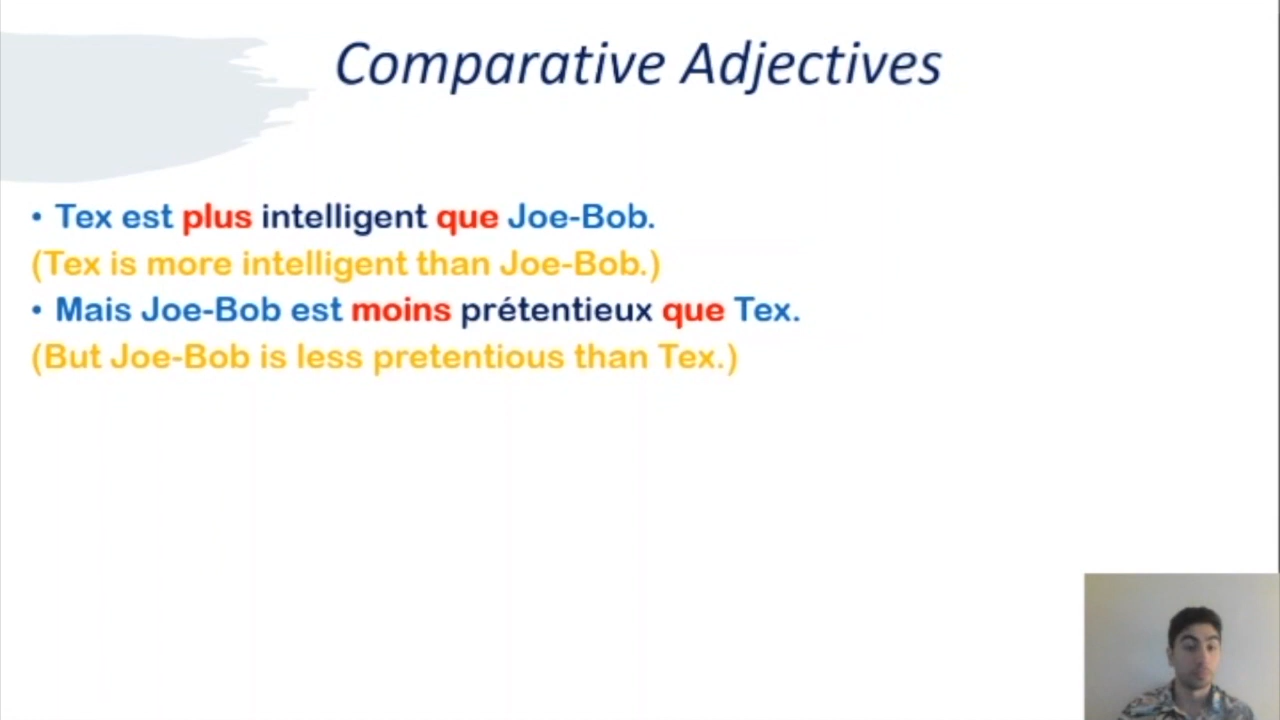 Comparative Adjectives
• Tex est plus intelligent que Joe-Bob.
(Tex is more intelligent than Joe-Bob.)
• Mais Joe-Bob est moins prétentieux que Tex.
(But Joe-Bob is less pretentious than Tex.)